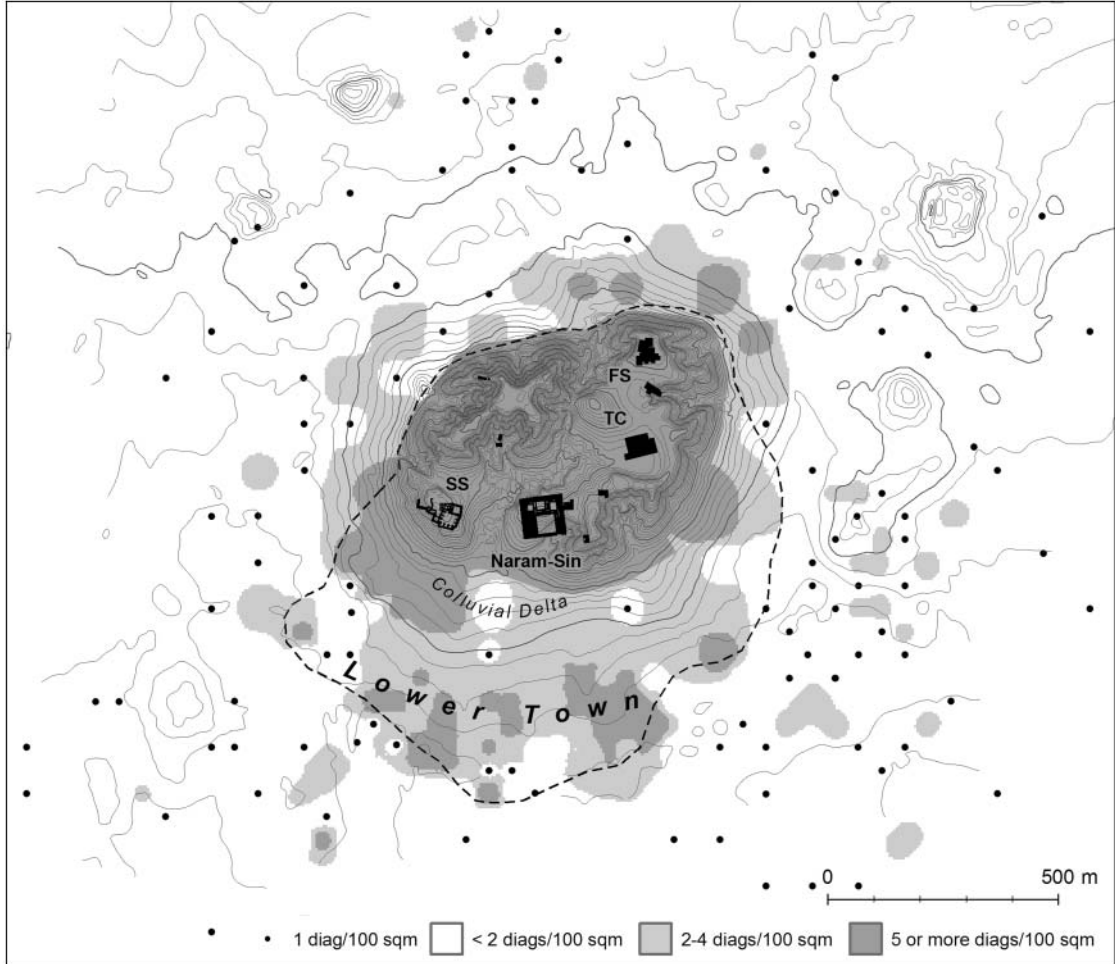 FS
TC
SS
Naram-Sin
Colluvial Delta
Lower Town
0 500 m
1 diag/100 sqm < 2 diags/100 sqm 2-4 diags/100 sqm 5 or more diags/100 sqm